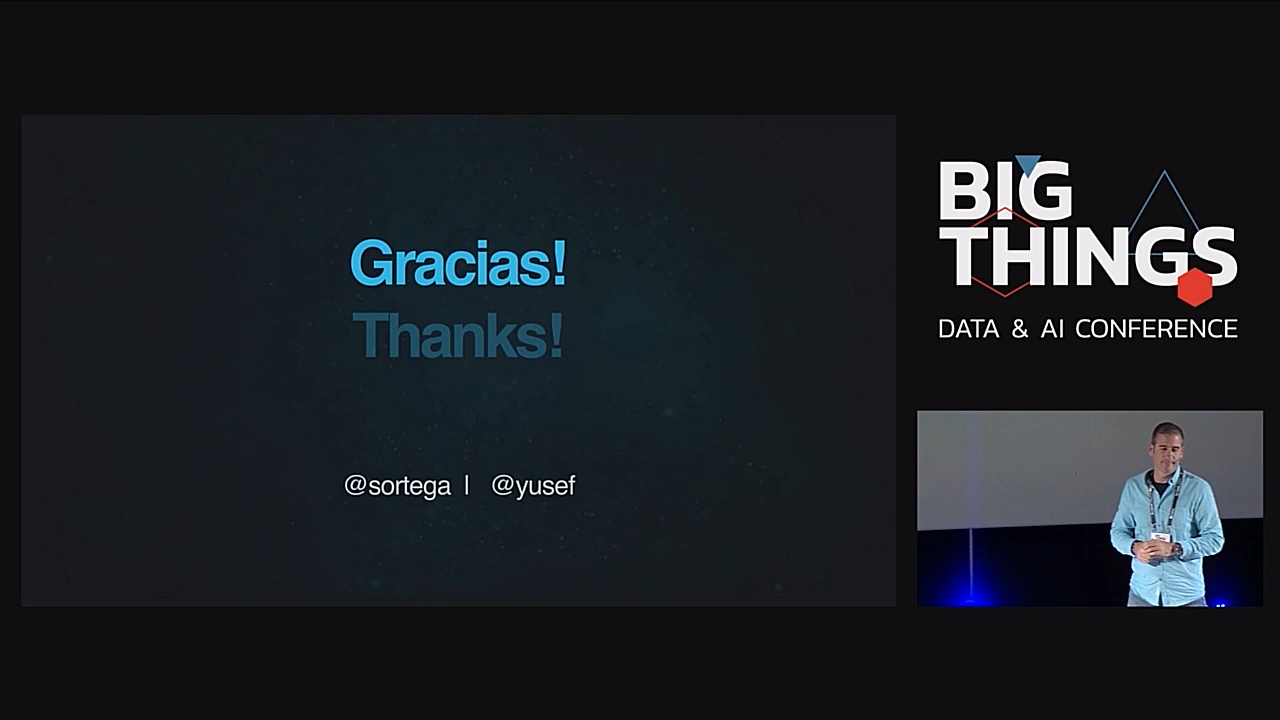 Gracias!
Thanks!
@sortega | @yusef
BIG
THINGS
DATA & AI CONFERENCE